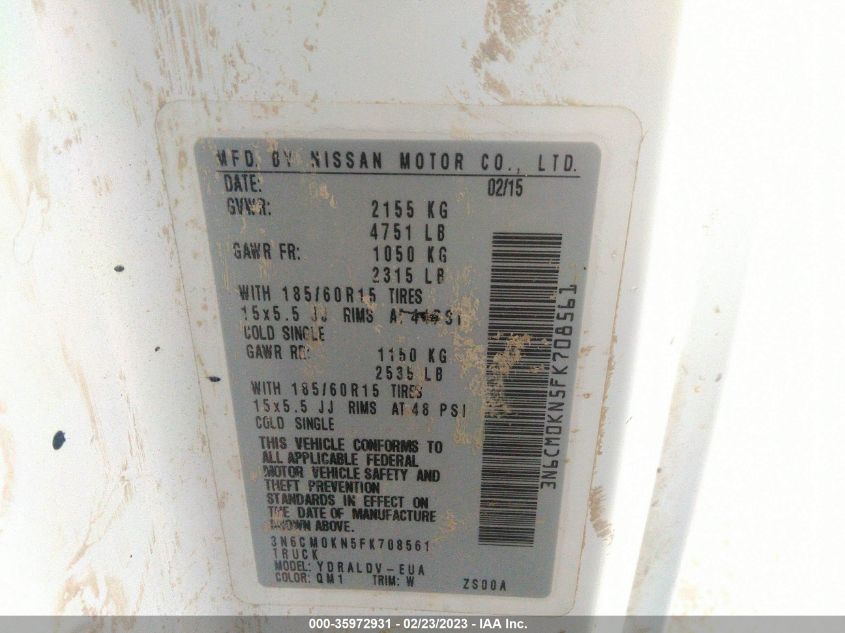 MFD. BY NISSAN MOTOR CO., LTD.
DATE: 02/15
GVWR: 2155 KG
4751 LB
GAWR FR: 1050 KG
2315 LB
WITH 185/60R15 TIRES
15x5.5 JJ RIMS AT PSI
COLD SINGLE
GAWR RR: 1150 KG
2535 LB
WITH 185/60R15 TIRES
15x5.5 JJ RIMS AT 48 PSI
COLD SINGLE
THIS VEHICLE CONFORMS TO
ALL APPLICABLE FEDERAL
MOTOR VEHICLE SAFETY AND
THEFT PREVENTION
STANDARDS IN EFFECT ON
THE DATE OF MANUFACTURE
SHOWN ABOVE.
3N6CM0KN5FK708561
TRUCK
MODEL: YDRALDV-EUA
COLOR: QM1 TRIM: W ZS00A
3N6CM0KN5FK708561
000-35972931 - 02/23/2023 - IAA Inc.